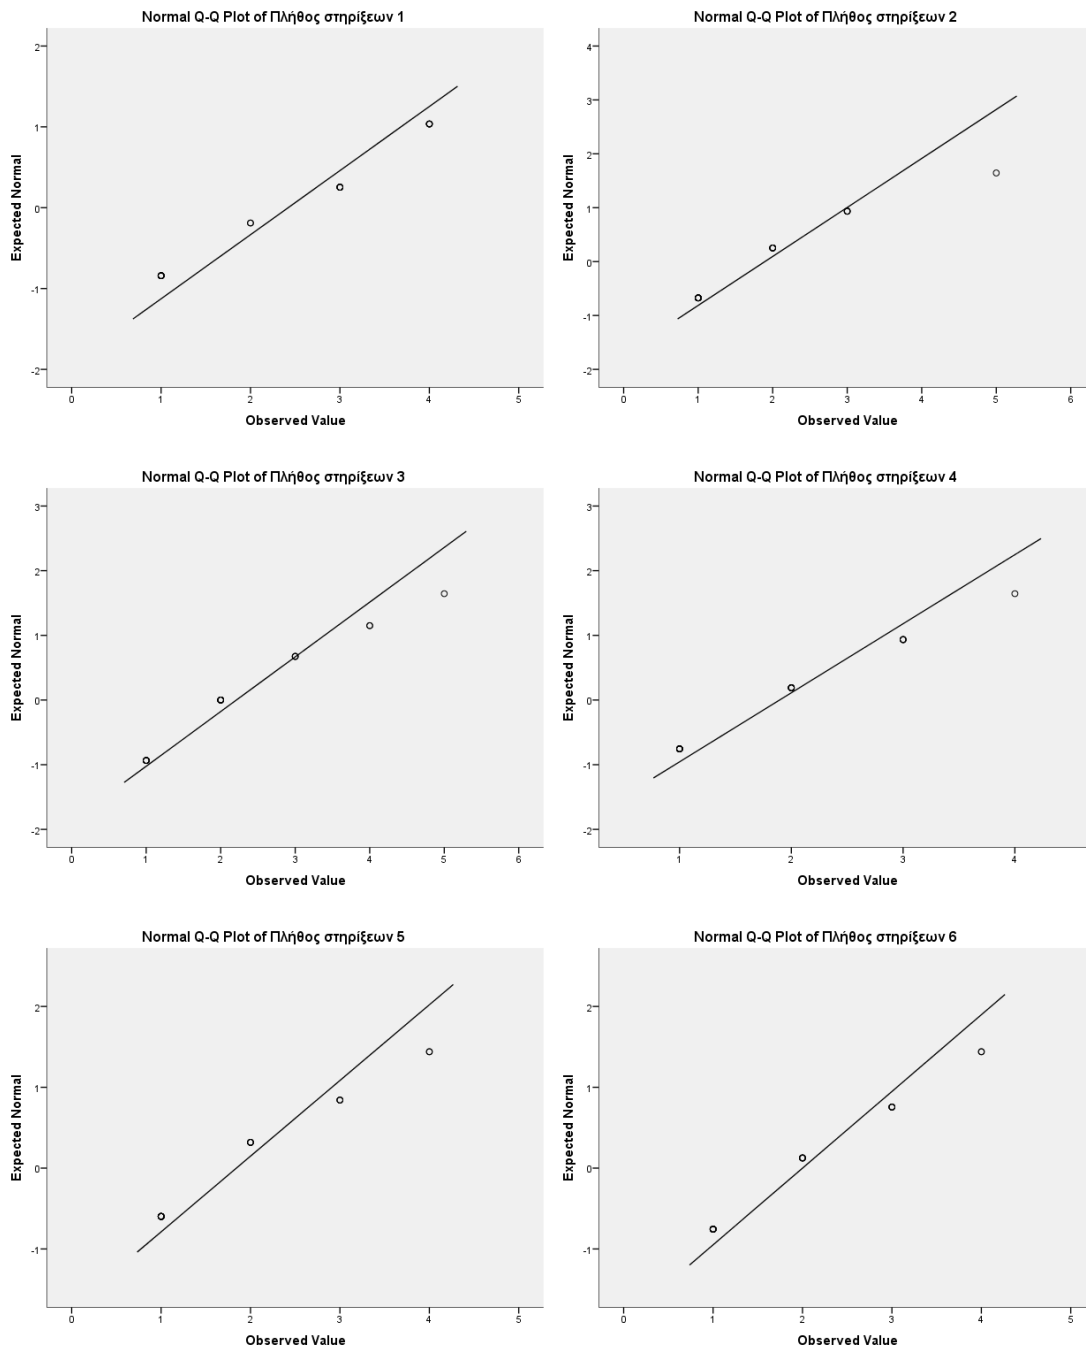 Normal Q-Q Plot of Πλήθος στηρίξεων 1
Expected Normal
2
1
0
-1
-2
0 1 2 3 4 5
Observed Value
Normal Q-Q Plot of Πλήθος στηρίξεων 2
Expected Normal
4
3
2
1
0
-1
-2
0 1 2 3 4 5 6
Observed Value
Normal Q-Q Plot of Πλήθος στηρίξεων 3
Expected Normal
3
2
1
0
-1
-2
0 1 2 3 4 5 6
Observed Value
Normal Q-Q Plot of Πλήθος στηρίξεων 4
Expected Normal
3
2
1
0
-1
-2
1 2 3 4
Observed Value
Normal Q-Q Plot of Πλήθος στηρίξεων 5
Expected Normal
2
1
0
-1
0 1 2 3 4 5
Observed Value
Normal Q-Q Plot of Πλήθος στηρίξεων 6
Expected Normal
2
1
0
-1
0 1 2 3 4 5
Observed Value